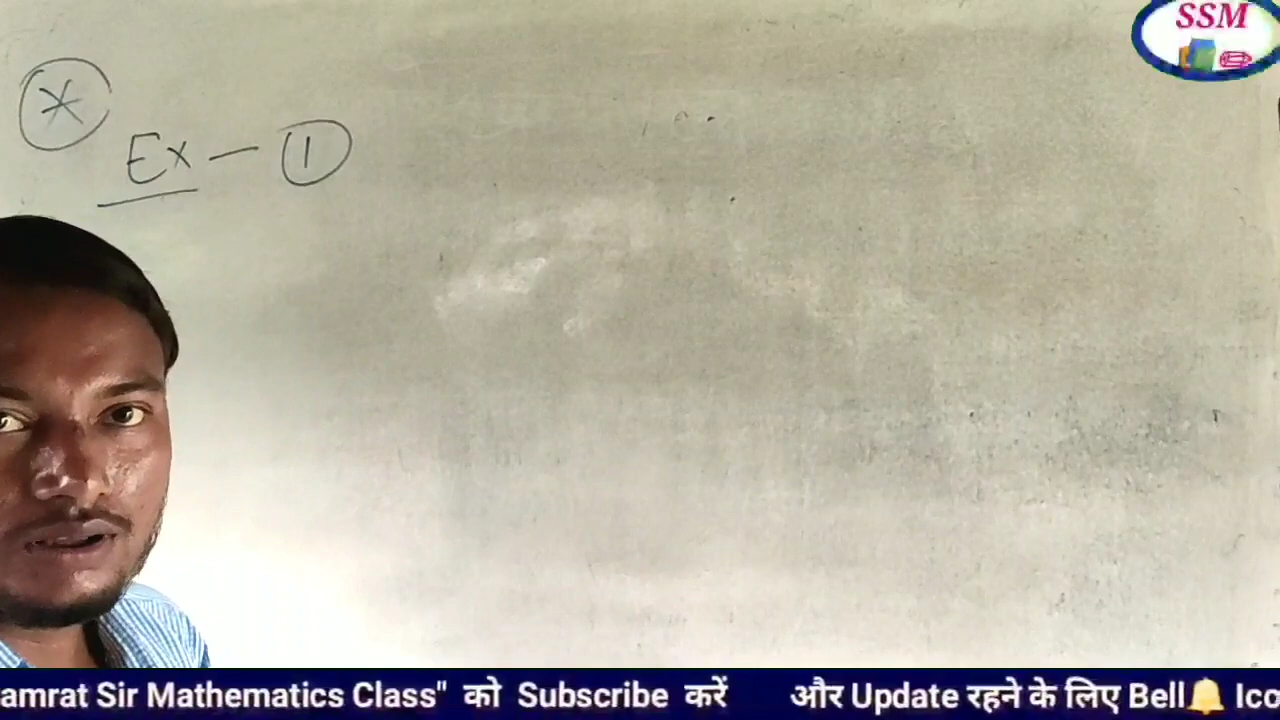 SSM
*
Ex - 1
amrat Sir Mathematics Class" को Subscribe करें और Update रहने के लिए Bell🔔 Ico